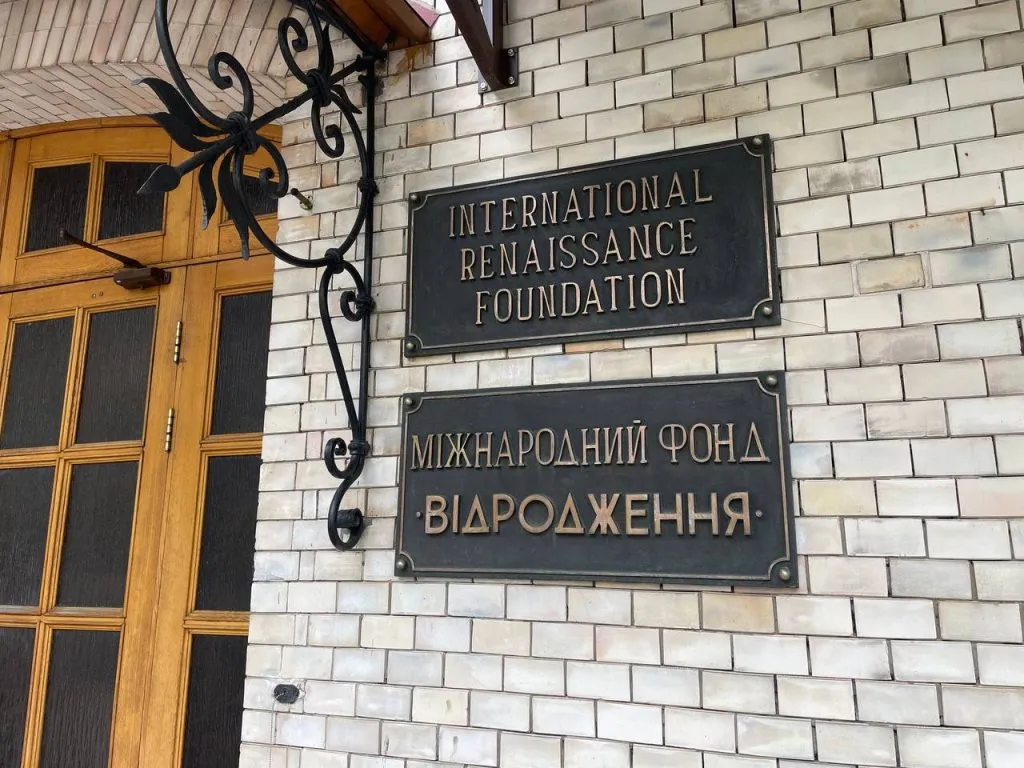 INTERNATIONAL
RENAISSANCE
FOUNDATION
МІЖНАРОДНИЙ ФОНД
·ВІДРОДЖЕННЯ·